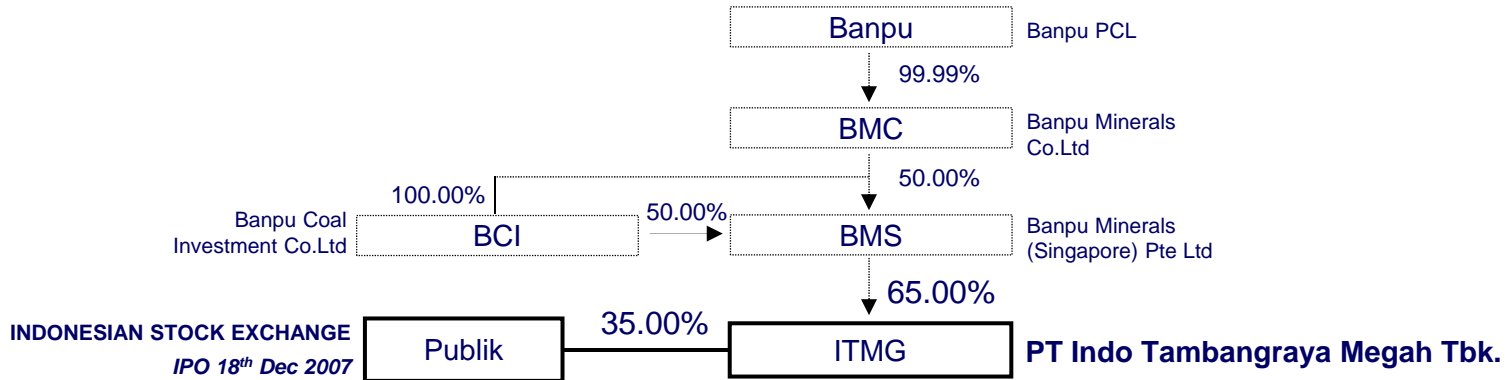 Banpu
Banpu PCL
99.99%
BMC
Banpu Minerals
Co.Ltd
100.00%
50.00%
Banpu Coal
Investment Co.Ltd
BCI
50.00%
BMS
Banpu Minerals
(Singapore) Pte Ltd
65.00%
INDONESIAN STOCK EXCHANGE
IPO 18th Dec 2007
Publik
35.00%
ITMG
PT Indo Tambangraya Megah Tbk.